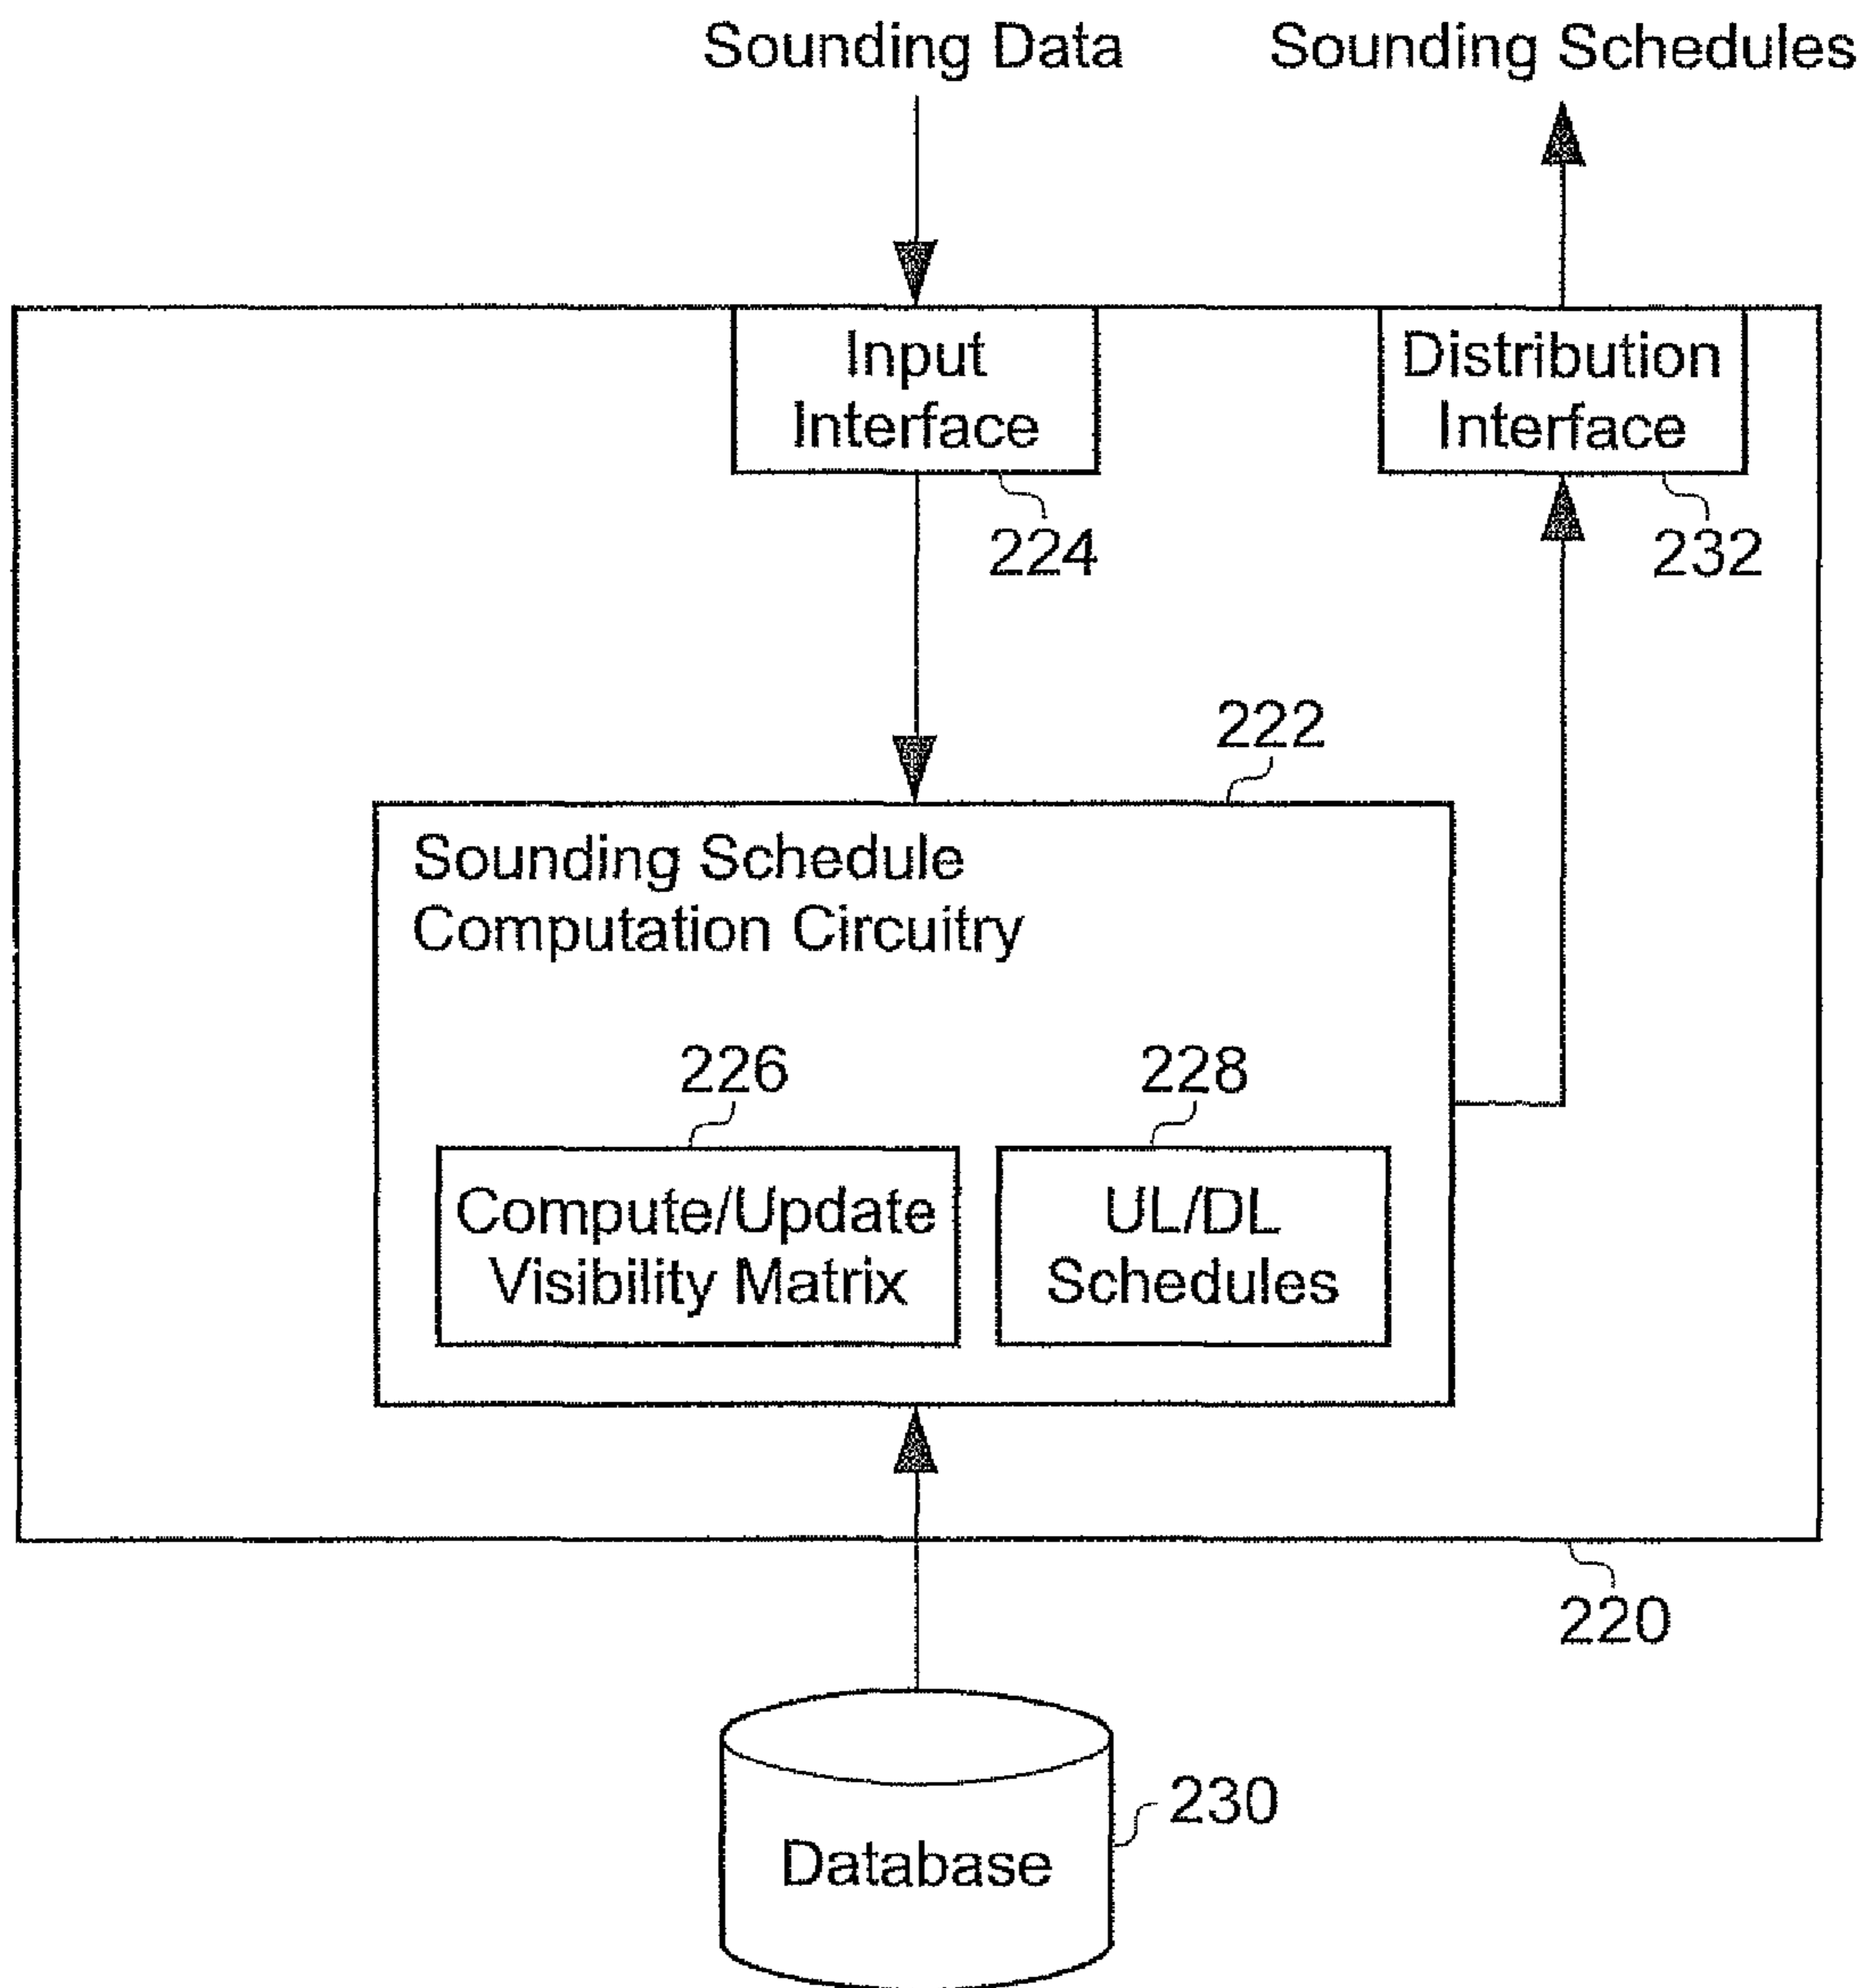 Sounding Data
Sounding Schedules
Input
Interface
Distribution
Interface
224
232
222
Sounding Schedule
Computation Circuitry
226
228
Compute/Update
Visibility Matrix
UL/DL
Schedules
220
230
Database